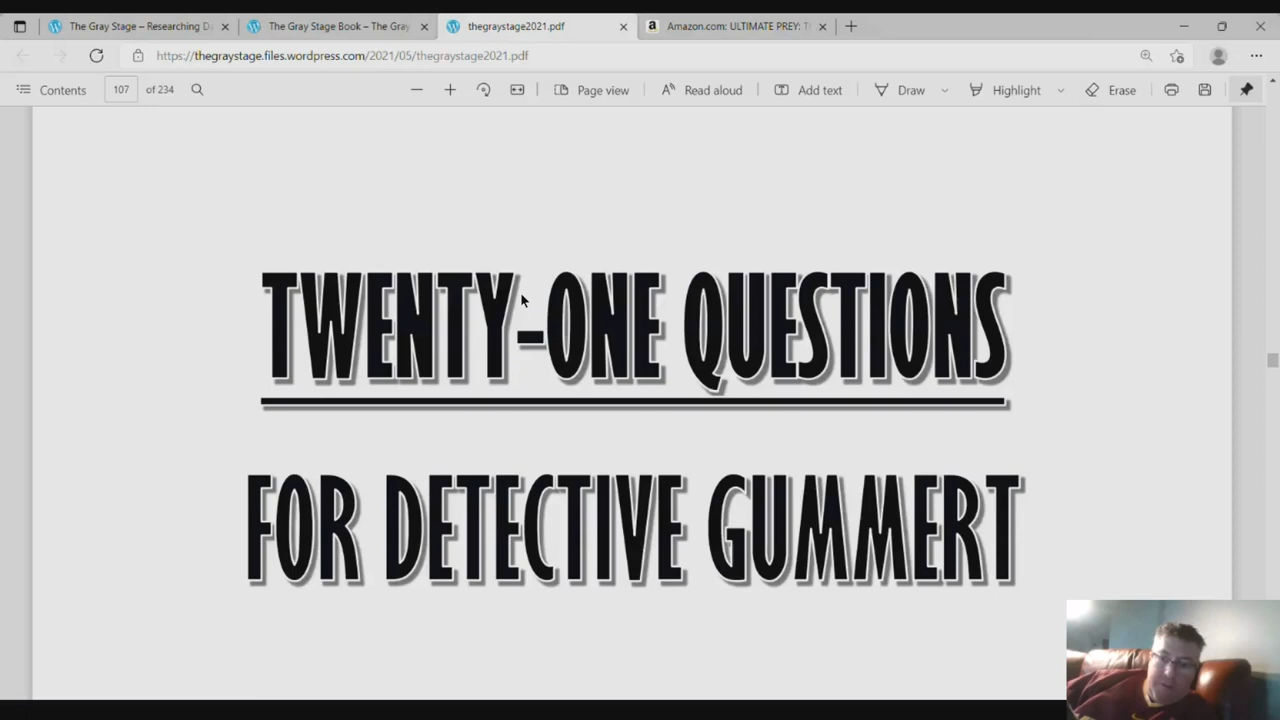 The Gray Stage – Researching Da
The Gray Stage Book – The Gray
thegraystage2021.pdf
Amazon.com: ULTIMATE PREY: Th
https://thegraystage.files.wordpress.com/2021/05/thegraystage2021.pdf
Contents 107 of 234 Page view Read aloud Add text Draw Highlight Erase
TWENTY-ONE QUESTIONS
FOR DETECTIVE GUMMERT